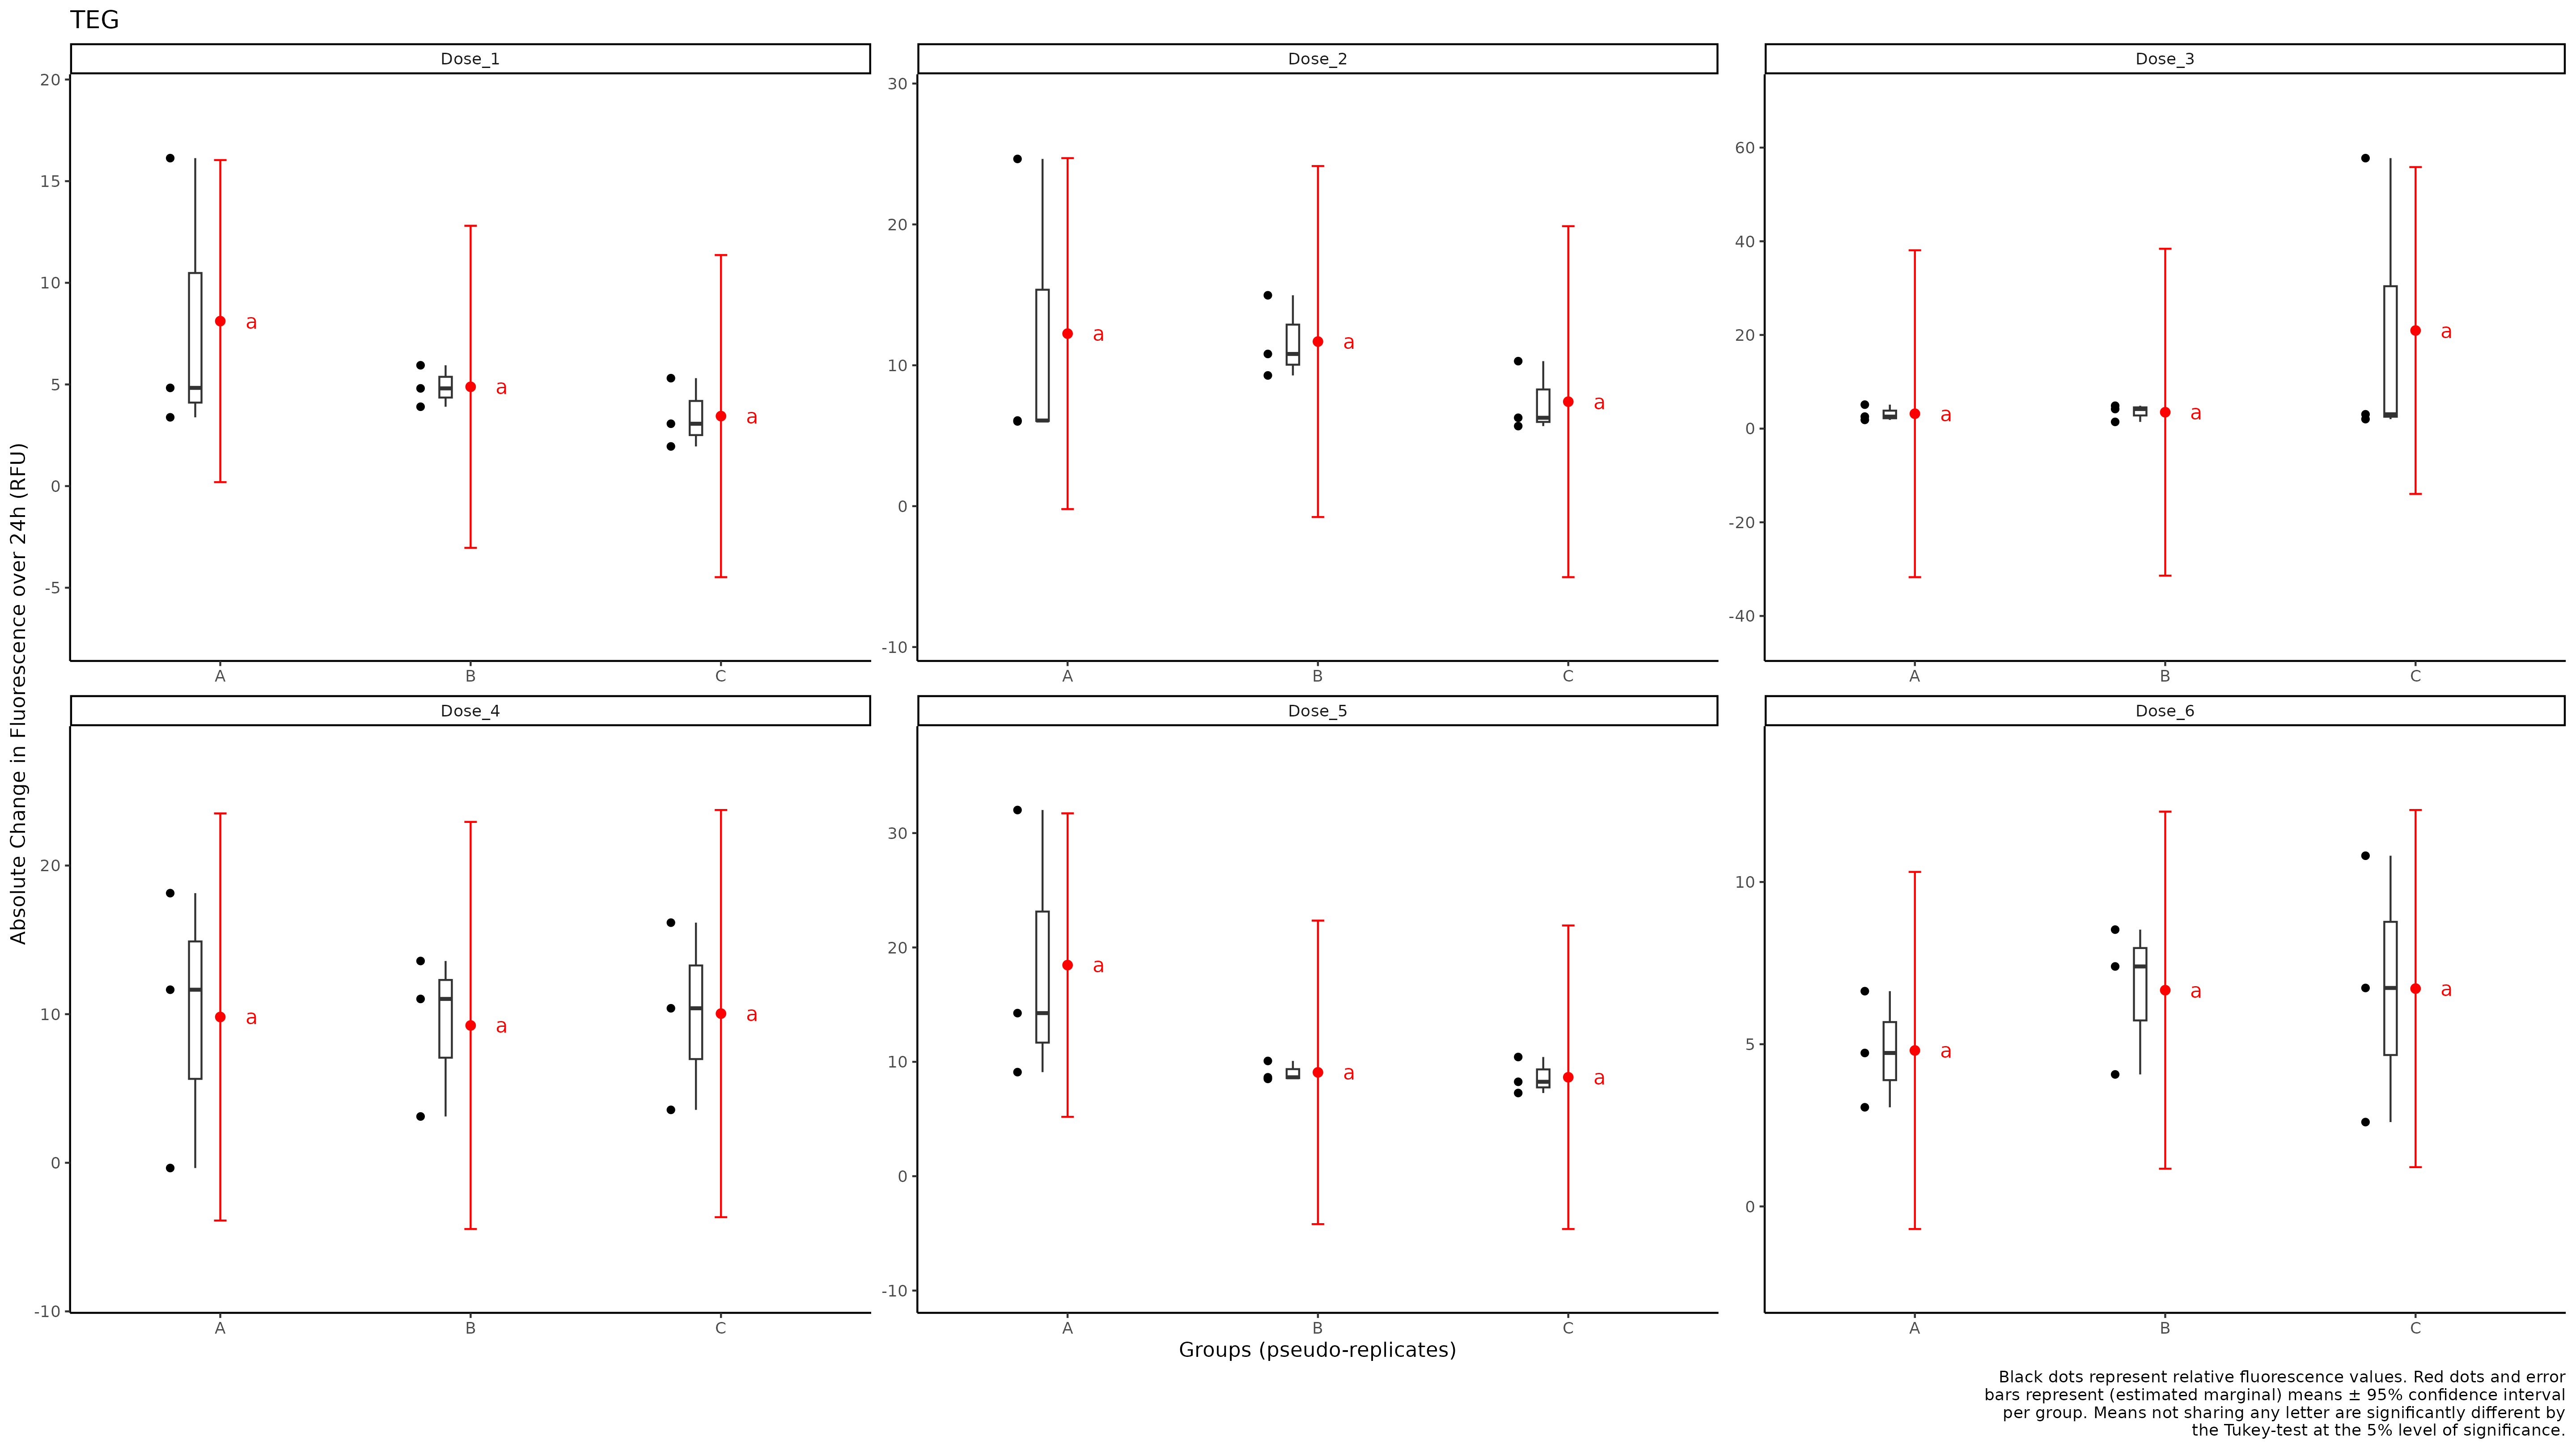 TEG
Absolute Change in Fluorescence over 24h (RFU)
Dose_1
20
15
10
5
0
-5
a
a
a
A
B
C
Dose_2
30
20
10
0
-10
a
a
a
A
B
C
Dose_3
60
40
20
0
-20
-40
a
a
a
A
B
C
Dose_4
20
10
0
-10
a
a
a
A
B
C
Dose_5
30
20
10
0
-10
a
a
a
A
B
C
Dose_6
10
5
0
a
a
a
A
B
C
Groups (pseudo-replicates)
Black dots represent relative fluorescence values. Red dots and error
bars represent (estimated marginal) means ± 95% confidence interval
per group. Means not sharing any letter are significantly different by
the Tukey-test at the 5% level of significance.